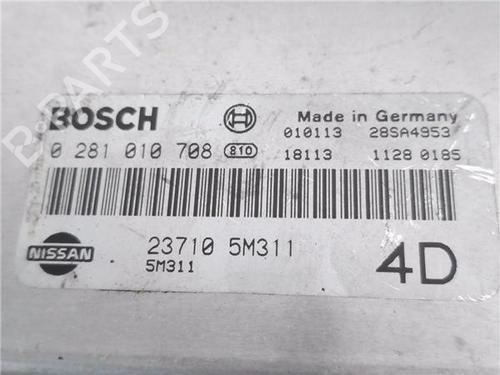 B-PARTS
BOSCH Made in Germany
010113 28SA4953
0 281 010 708 810 18113 1128 0185
NISSAN 23710 5M311 4D
5M311